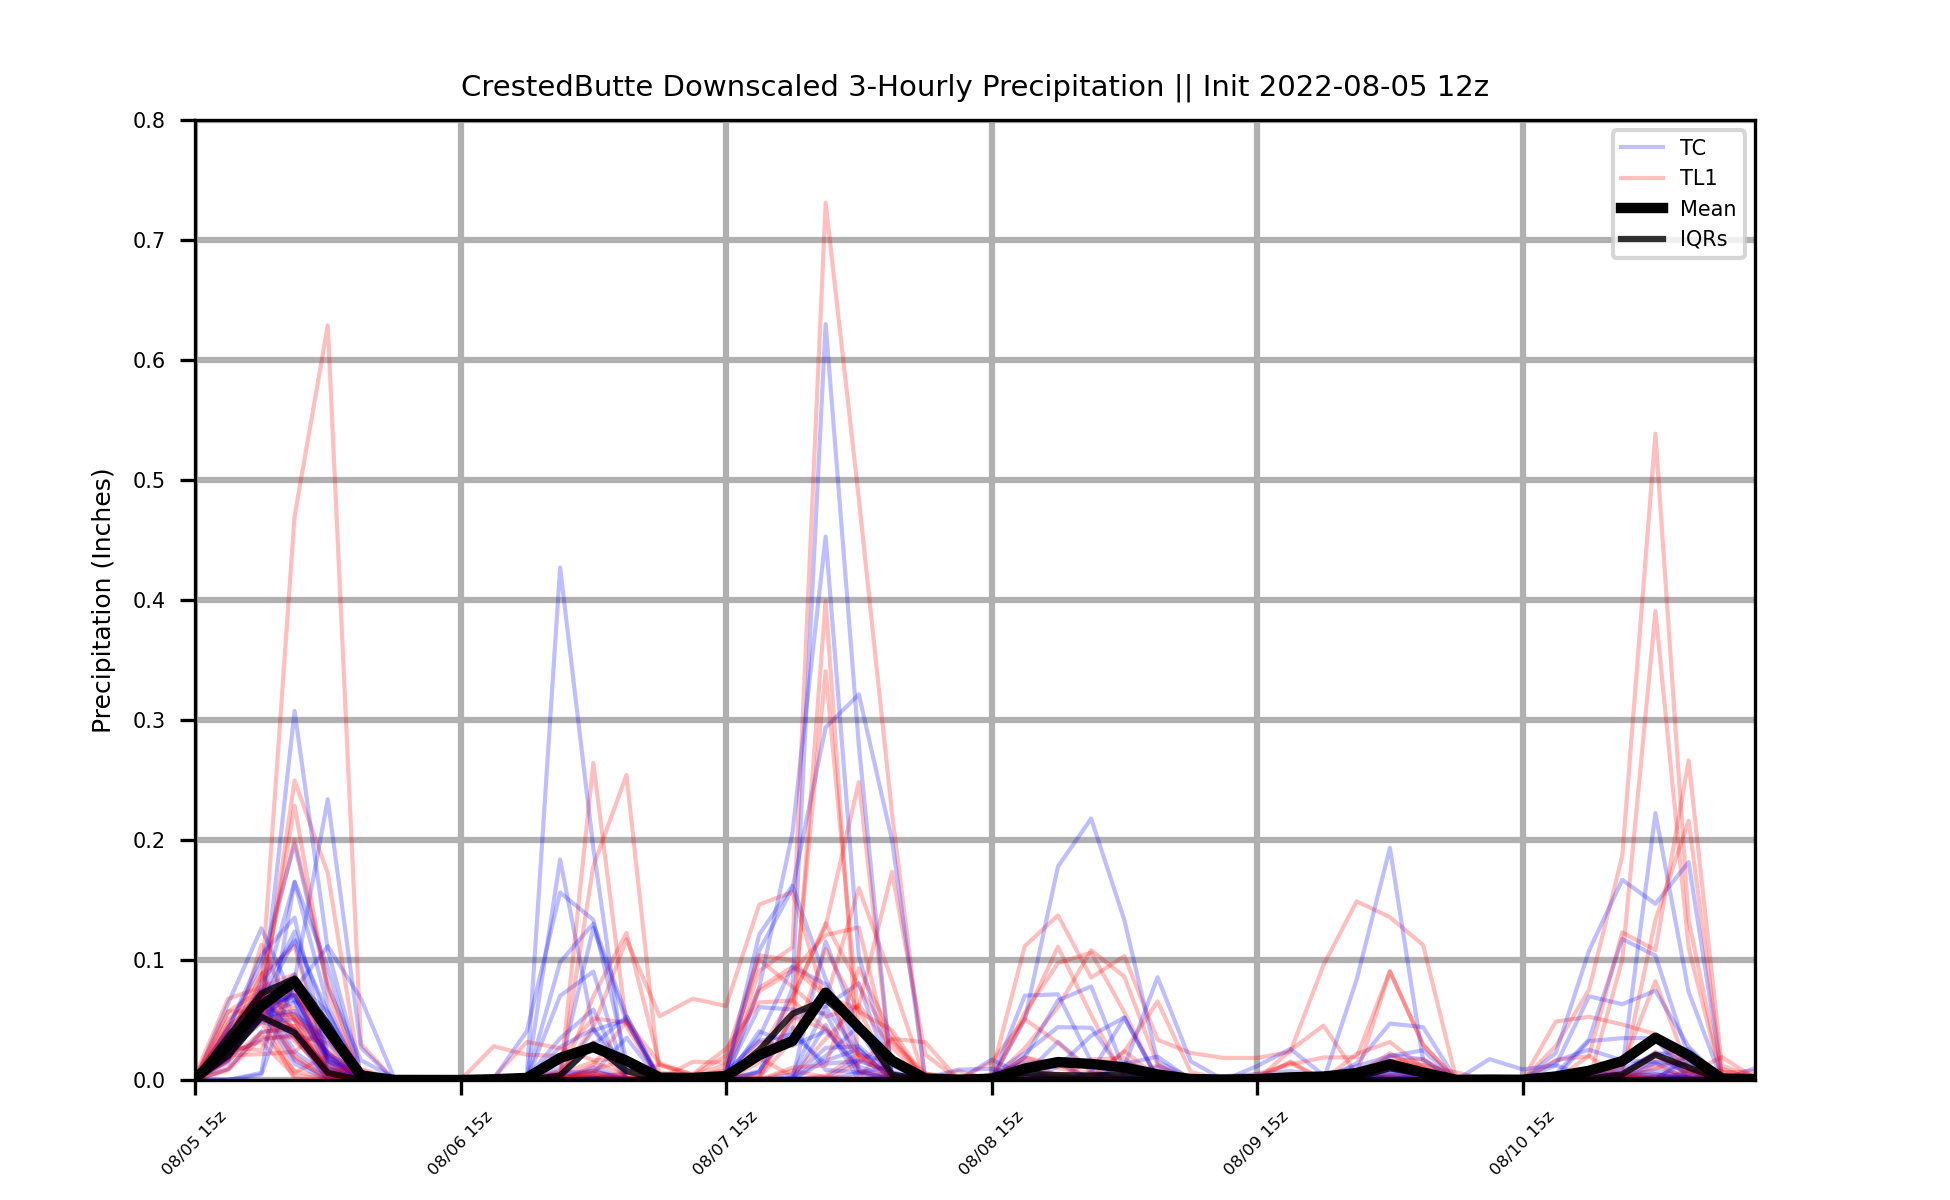 CrestedButte Downscaled 3-Hourly Precipitation || Init 2022-08-05 12z
Precipitation (Inches)
0.8
0.7
0.6
0.5
0.4
0.3
0.2
0.1
0.0
TC
TL1
Mean
IQRs
08/05 15z
08/06 15z
08/07 15z
08/08 15z
08/09 15z
08/10 15z